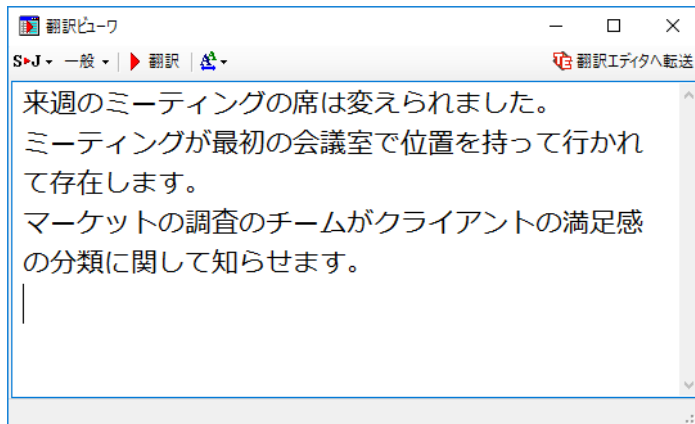 翻訳ビューワ
S▸J 一般 翻訳 A 翻訳エディタへ転送
来週のミーティングの席は変えられました。
ミーティングが最初の会議室で位置を持って行かれ
て存在します。
マーケットの調査のチームがクライアントの満足感
の分類に関して知らせます。